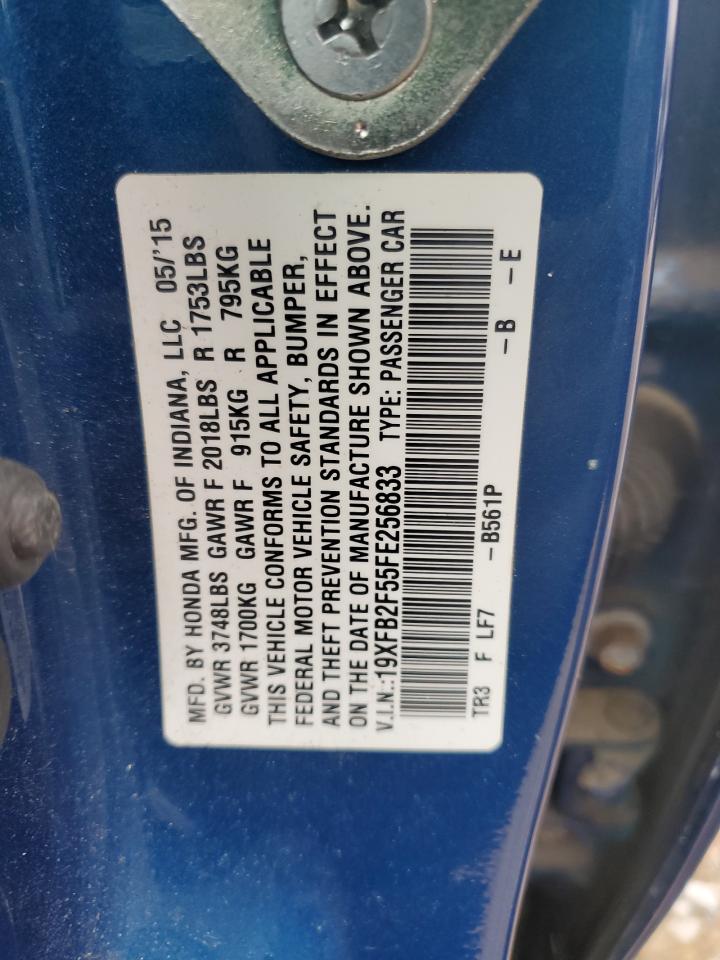 MFD. BY HONDA MFG. OF INDIANA, LLC 05/'15
GVWR 3748LBS GAWR F 2018LBS R 1753LBS
GVWR 1700KG GAWR F 915KG R 795KG
THIS VEHICLE CONFORMS TO ALL APPLICABLE
FEDERAL MOTOR VEHICLE SAFETY, BUMPER,
AND THEFT PREVENTION STANDARDS IN EFFECT
ON THE DATE OF MANUFACTURE SHOWN ABOVE.
V.I.N.:19XFB2F55FE256833 TYPE: PASSENGER CAR
TR3 F LF7 -B561P -B -E